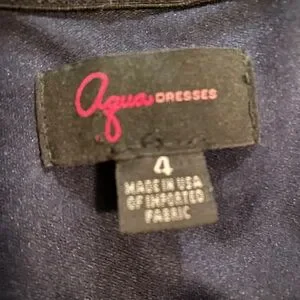 Aqua DRESSES
4
MADE IN USA
OF IMPORTED
FABRIC